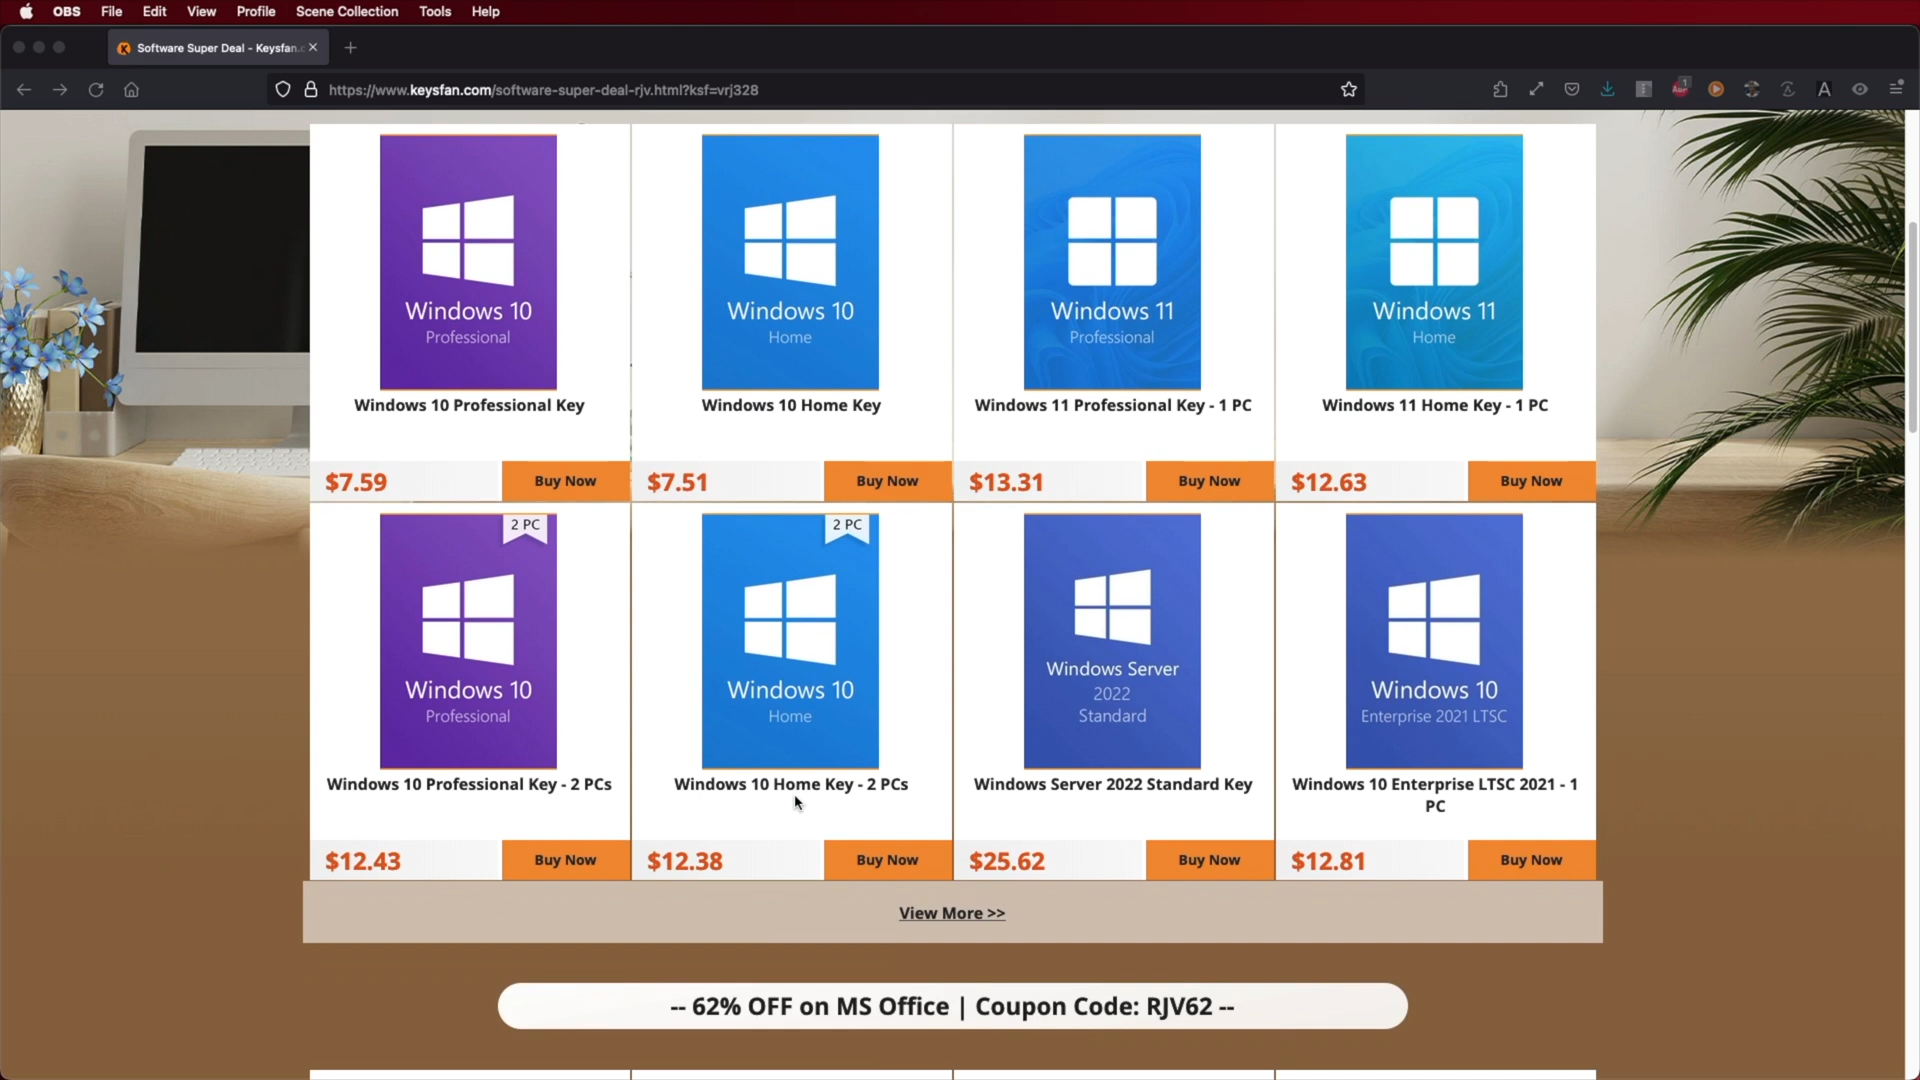 OBS File Edit View Profile Scene Collection Tools Help
Software Super Deal - Keysfan.c
https://www.keysfan.com/software-super-deal-rjv.html?ksf=vrj328
1
A
Windows 10
Professional
Windows 10
Home
Windows 11
Professional
Windows 11
Home
Windows 10 Professional Key
Windows 10 Home Key
Windows 11 Professional Key - 1 PC
Windows 11 Home Key - 1 PC
$7.59 Buy Now
$7.51 Buy Now
$13.31 Buy Now
$12.63 Buy Now
2 PC
Windows 10
Professional
2 PC
Windows 10
Home
Windows Server
2022
Standard
Windows 10
Enterprise 2021 LTSC
Windows 10 Professional Key - 2 PCs
Windows 10 Home Key - 2 PCs
Windows Server 2022 Standard Key
Windows 10 Enterprise LTSC 2021 - 1
PC
$12.43 Buy Now
$12.38 Buy Now
$25.62 Buy Now
$12.81 Buy Now
View More >>
-- 62% OFF on MS Office | Coupon Code: RJV62 --